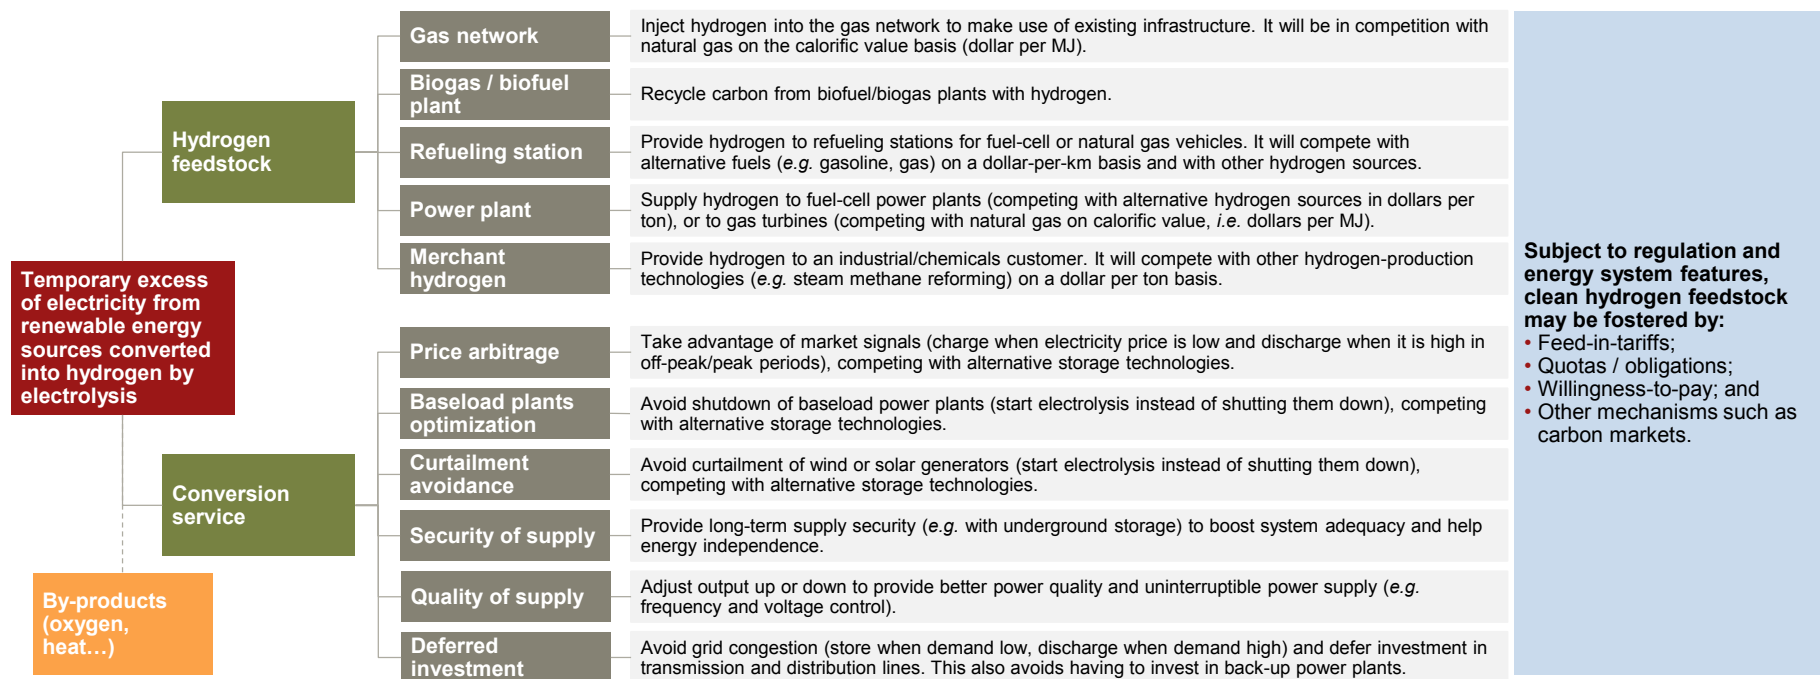 Gas network
Inject hydrogen into the gas network to make use of existing infrastructure. It will be in competition with
natural gas on the calorific value basis (dollar per MJ).
Biogas / biofuel
plant
Recycle carbon from biofuel/biogas plants with hydrogen.
Hydrogen
feedstock
Refueling station
Provide hydrogen to refueling stations for fuel-cell or natural gas vehicles. It will compete with
alternative fuels (e.g. gasoline, gas) on a dollar-per-km basis and with other hydrogen sources.
Power plant
Supply hydrogen to fuel-cell power plants (competing with alternative hydrogen sources in dollars per
ton), or to gas turbines (competing with natural gas on calorific value, i.e. dollars per MJ).
Merchant
hydrogen
Provide hydrogen to an industrial/chemicals customer. It will compete with other hydrogen-production
technologies (e.g. steam methane reforming) on a dollar per ton basis.
Temporary excess
of electricity from
renewable energy
sources converted
into hydrogen by
electrolysis
Price arbitrage
Take advantage of market signals (charge when electricity price is low and discharge when it is high in
off-peak/peak periods), competing with alternative storage technologies.
Baseload plants
optimization
Avoid shutdown of baseload power plants (start electrolysis instead of shutting them down), competing
with alternative storage technologies.
Curtailment
avoidance
Avoid curtailment of wind or solar generators (start electrolysis instead of shutting them down),
competing with alternative storage technologies.
Conversion
service
Security of supply
Provide long-term supply security (e.g. with underground storage) to boost system adequacy and help
energy independence.
Quality of supply
Adjust output up or down to provide better power quality and uninterruptible power supply (e.g.
frequency and voltage control).
Deferred
investment
Avoid grid congestion (store when demand low, discharge when demand high) and defer investment in
transmission and distribution lines. This also avoids having to invest in back-up power plants.
By-products
(oxygen,
heat…)
Subject to regulation and
energy system features,
clean hydrogen feedstock
may be fostered by:
• Feed-in-tariffs;
• Quotas / obligations;
• Willingness-to-pay; and
• Other mechanisms such as
carbon markets.